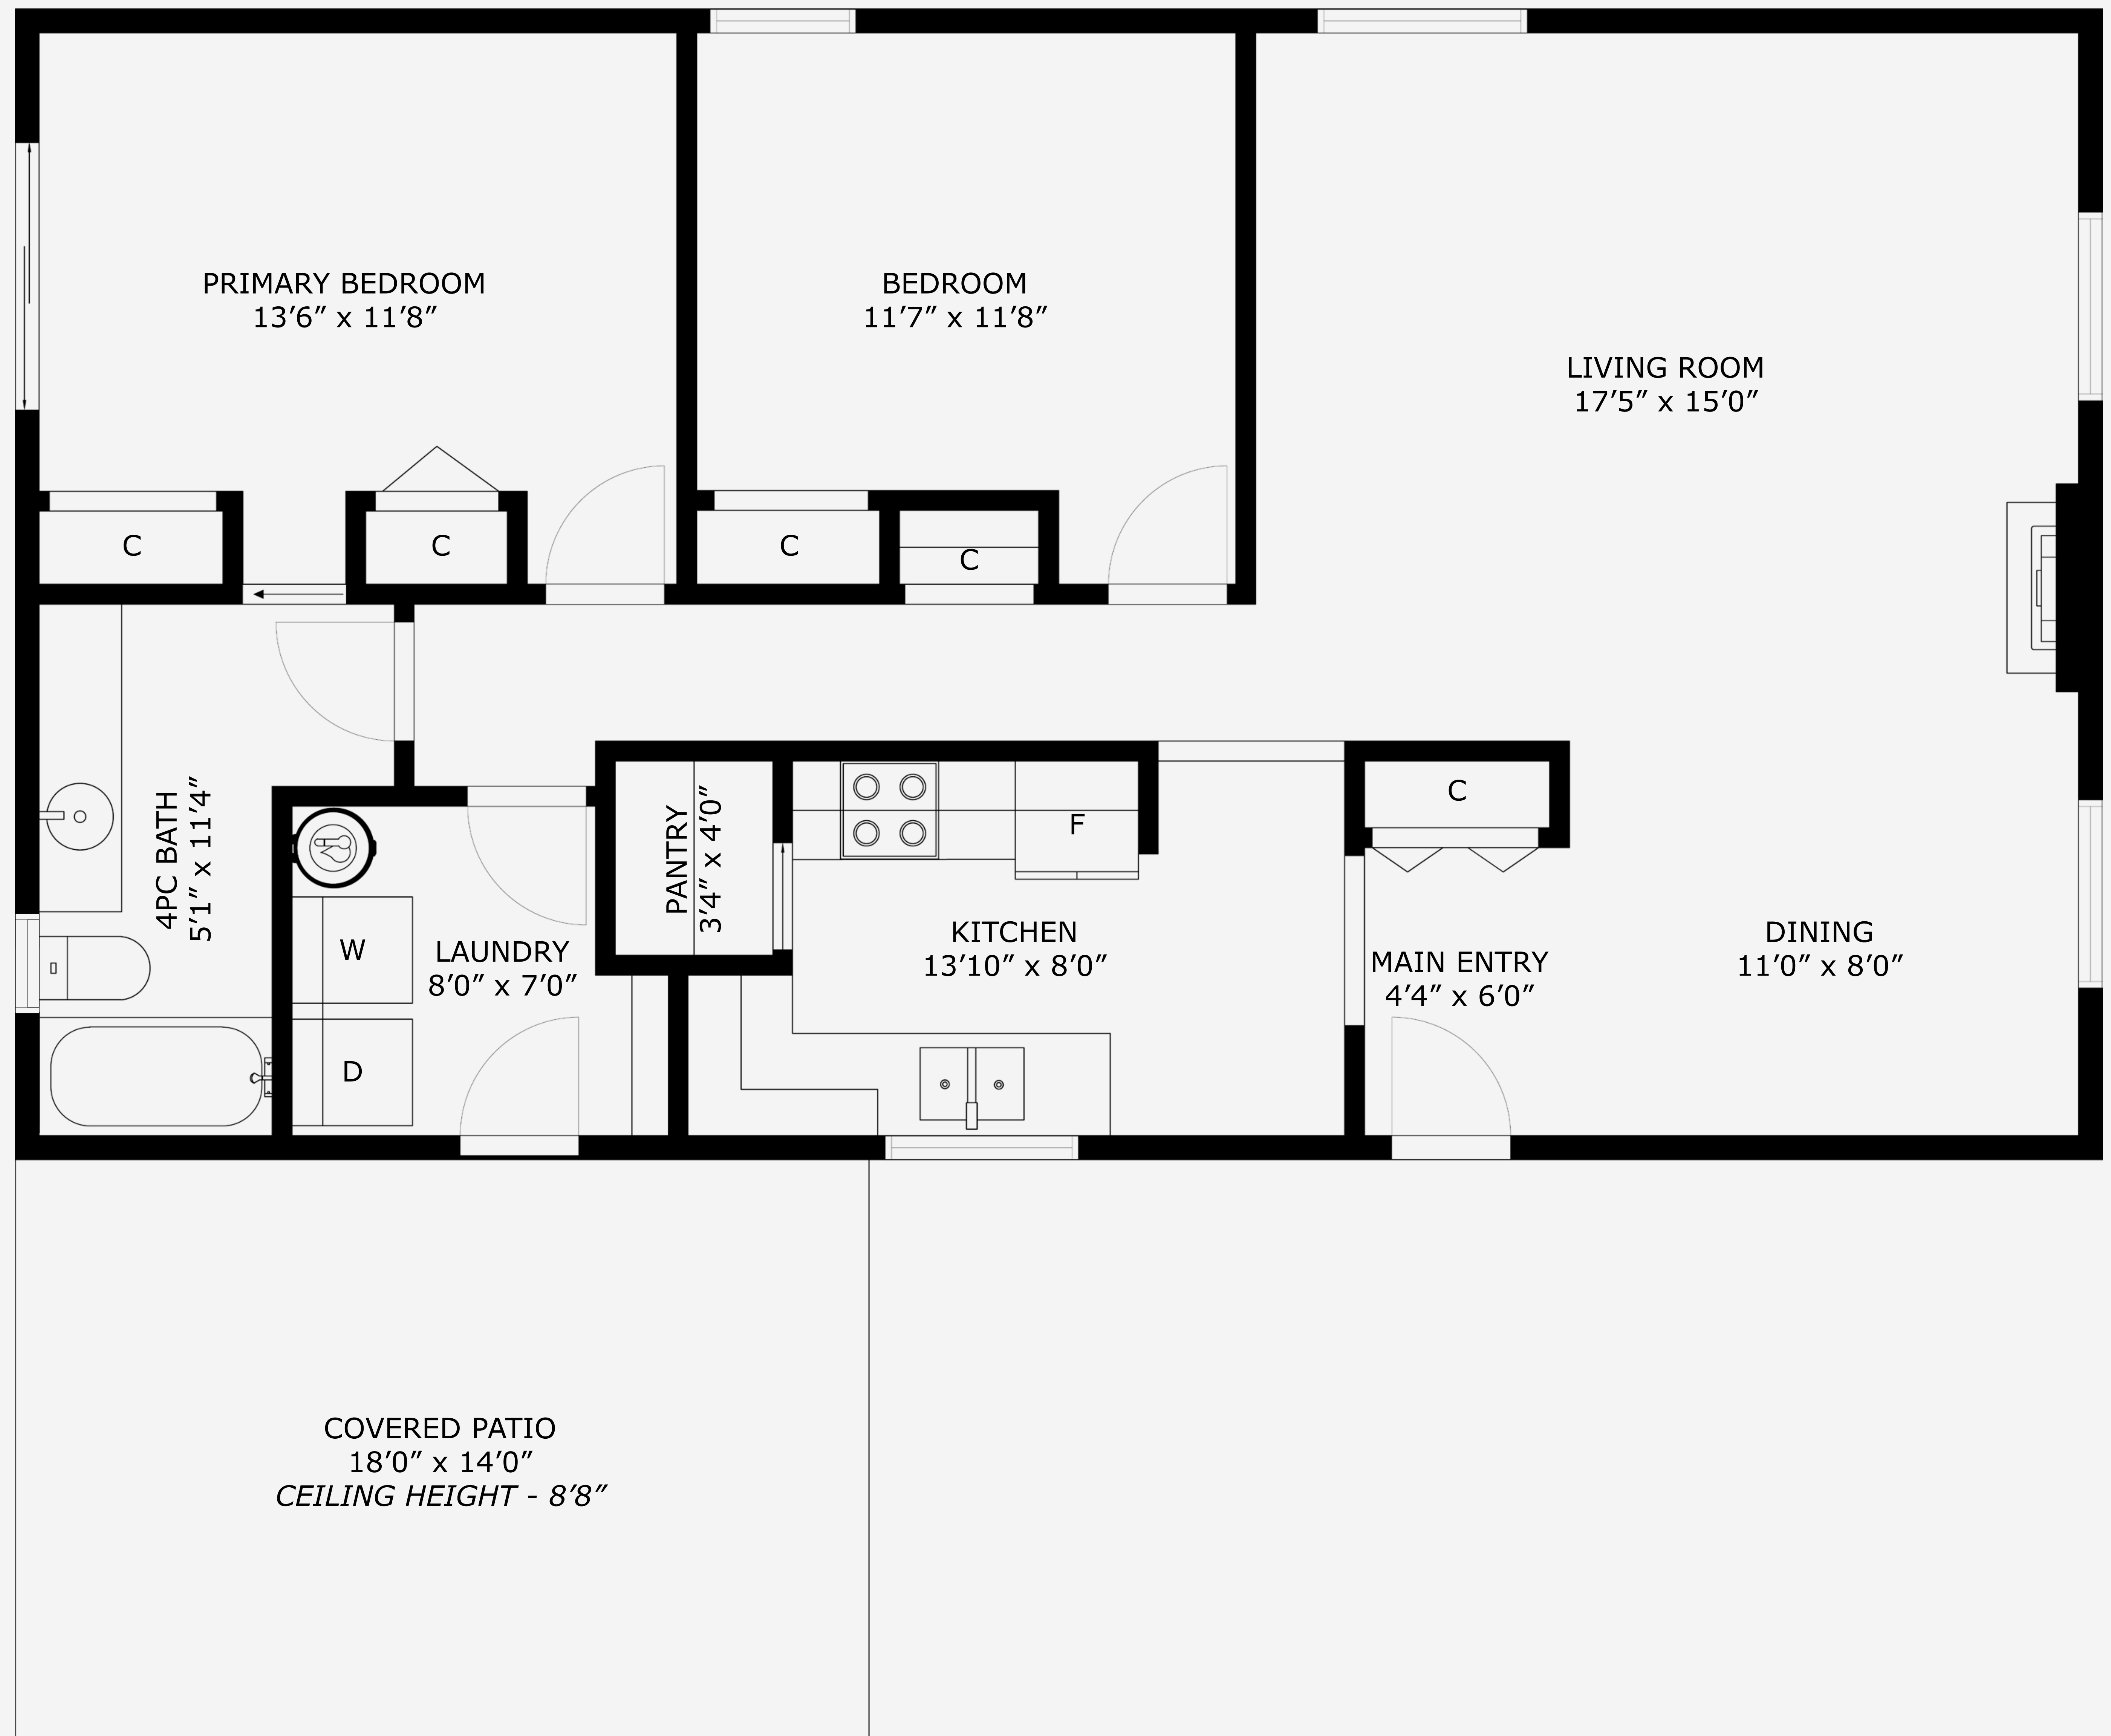 PRIMARY BEDROOM
13′6″ x 11′8″
BEDROOM
11′7″ x 11′8″
LIVING ROOM
17′5″ x 15′0″
C
C
C
C
4PC BATH
5′1″ x 11′4″
W
D
LAUNDRY
8′0″ x 7′0″
PANTRY
3′4″ x 4′0″
F
KITCHEN
13′10″ x 8′0″
C
MAIN ENTRY
4′4″ x 6′0″
DINING
11′0″ x 8′0″
COVERED PATIO
18′0″ x 14′0″
CEILING HEIGHT - 8′8″